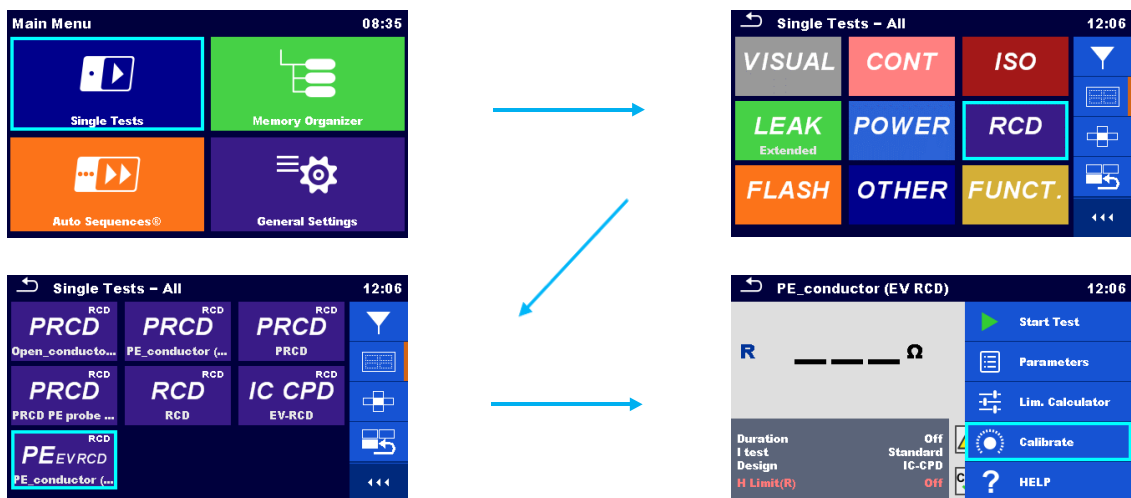 Main Menu 08:35
Single Tests Memory Organizer
Auto Sequences® General Settings
Single Tests – All 12:06
VISUAL CONT ISO
LEAK POWER RCD
Extended
FLASH OTHER FUNCT.
Single Tests – All 12:06
RCD RCD RCD
PRCD PRCD PRCD
Open_conducto... PE_conductor (... PRCD
RCD RCD RCD
PRCD RCD IC CPD
PRCD PE probe ... RCD EV-RCD
RCD
PE EV RCD
PE_conductor (...
PE_conductor (EV RCD) 12:06
R ___ Ω
Duration Off
I test Standard
Design IC-CPD
H Limit(R) Off
C
Start Test
Parameters
Lim. Calculator
Calibrate
? HELP